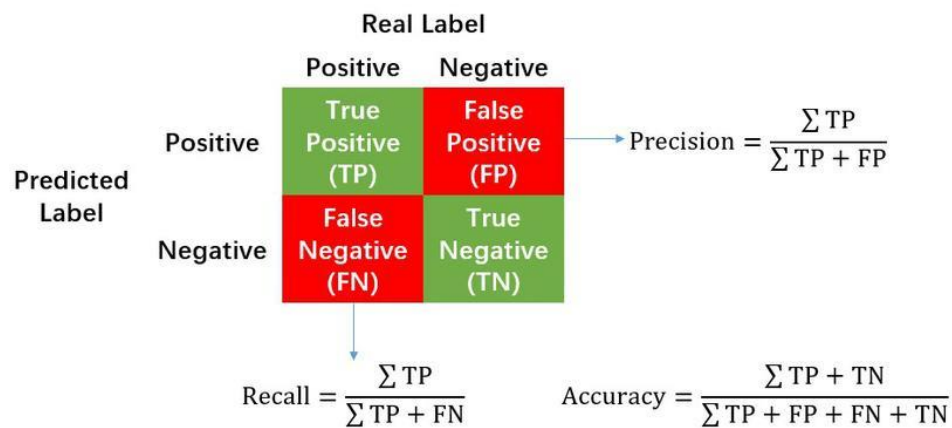 Real Label
Positive Negative
True Positive (TP)
False Positive (FP)
Positive
Precision = ∑ TP / ∑ TP + FP
Predicted Label
False Negative (FN)
True Negative (TN)
Negative
Recall = ∑ TP / ∑ TP + FN
Accuracy = ∑ TP + TN / ∑ TP + FP + FN + TN